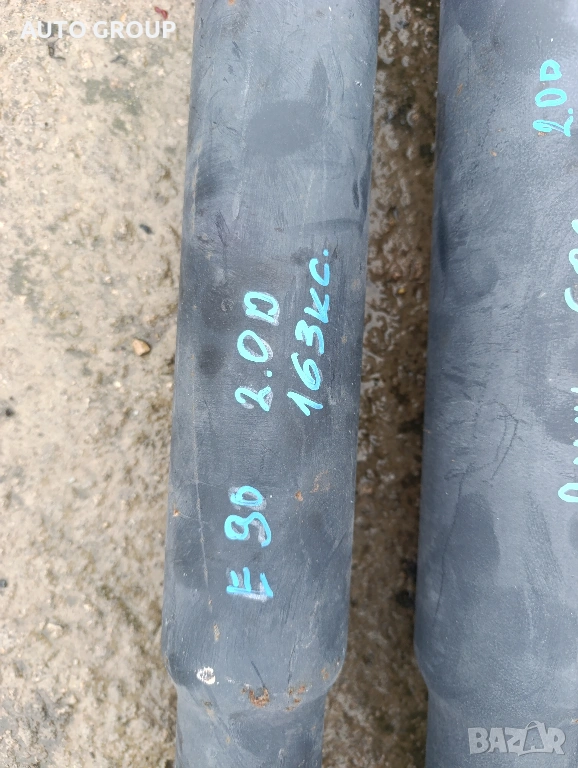 AUTO GROUP
E 90 2.0D
163кс.
2.0D
BAZAR